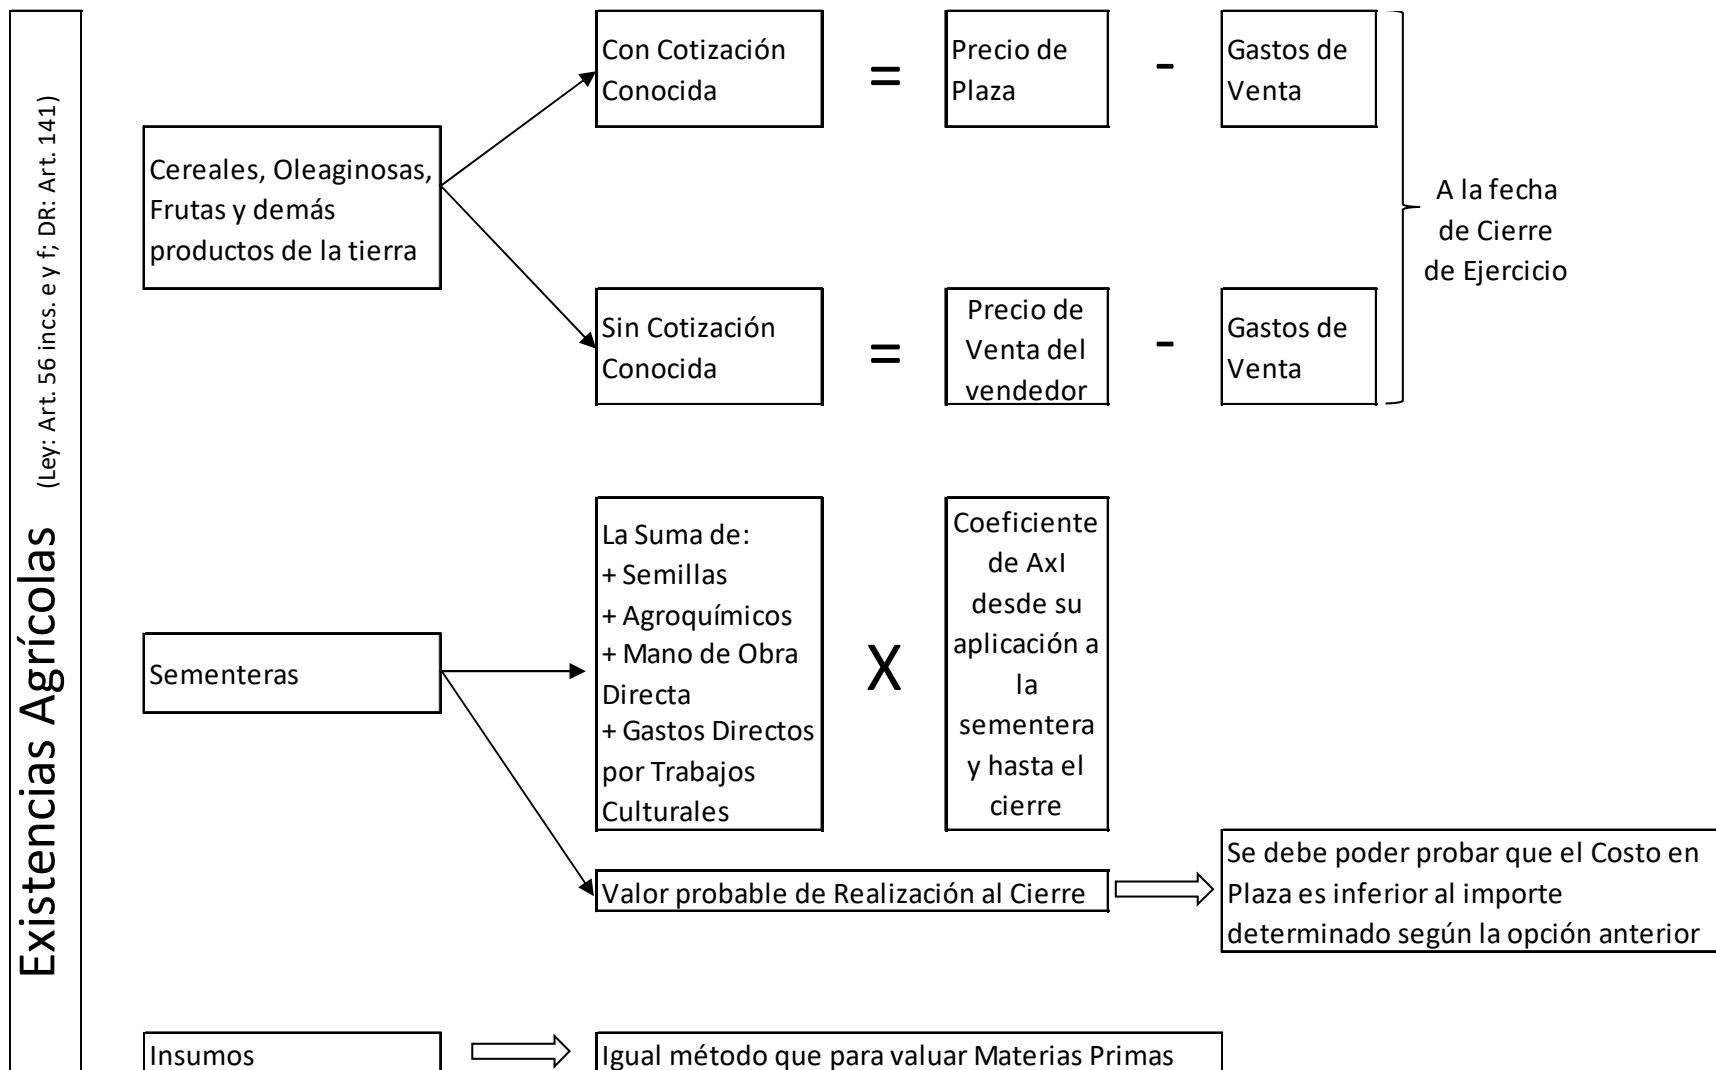 Existencias Agrícolas (Ley: Art. 56 incs. e y f; DR: Art. 141)
Cereales, Oleaginosas,
Frutas y demás
productos de la tierra
Con Cotización
Conocida
=
Precio de
Plaza
-
Gastos de
Venta
Sin Cotización
Conocida
=
Precio de
Venta del
vendedor
-
Gastos de
Venta
A la fecha
de Cierre
de Ejercicio
Sementeras
La Suma de:
+ Semillas
+ Agroquímicos
+ Mano de Obra
Directa
+ Gastos Directos
por Trabajos
Culturales
X
Coeficiente
de AxI
desde su
aplicación a
la
sementera
y hasta el
cierre
Valor probable de Realización al Cierre
Se debe poder probar que el Costo en
Plaza es inferior al importe
determinado según la opción anterior
Insumos
Igual método que para valuar Materias Primas